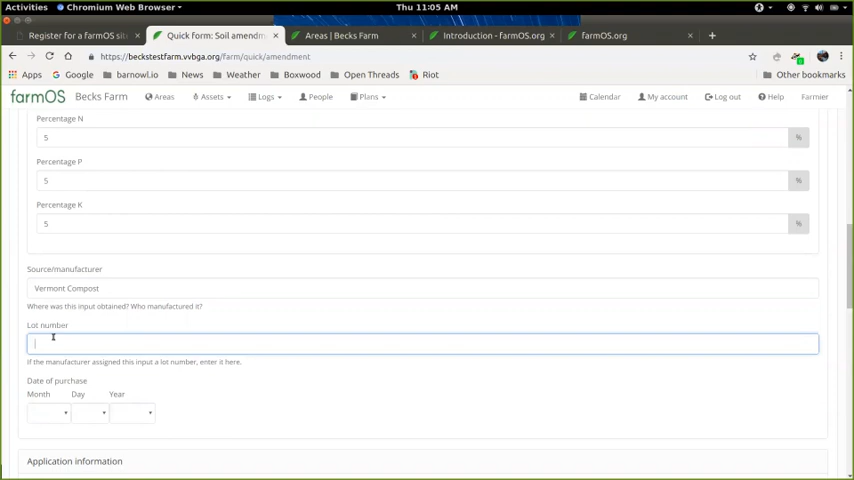 Activities Chromium Web Browser Thu 11:05 AM
Register for a farmOS sit × Quick form: Soil amendm × Areas | Becks Farm × Introduction - farmOS.org × farmOS.org × +
https://beckstestfarm.vvbga.org/farm/quick/amendment
Apps Google barnowl.io News Weather Boxwood Open Threads Riot Other bookmarks
farmOS Becks Farm Areas Assets Logs People Plans Calendar My account Log out Help Farmier
Percentage N
5 %
Percentage P
5 %
Percentage K
5 %
Source/manufacturer
Vermont Compost
Where was this input obtained? Who manufactured it?
Lot number
If the manufacturer assigned this input a lot number, enter it here.
Date of purchase
Month Day Year
Application information